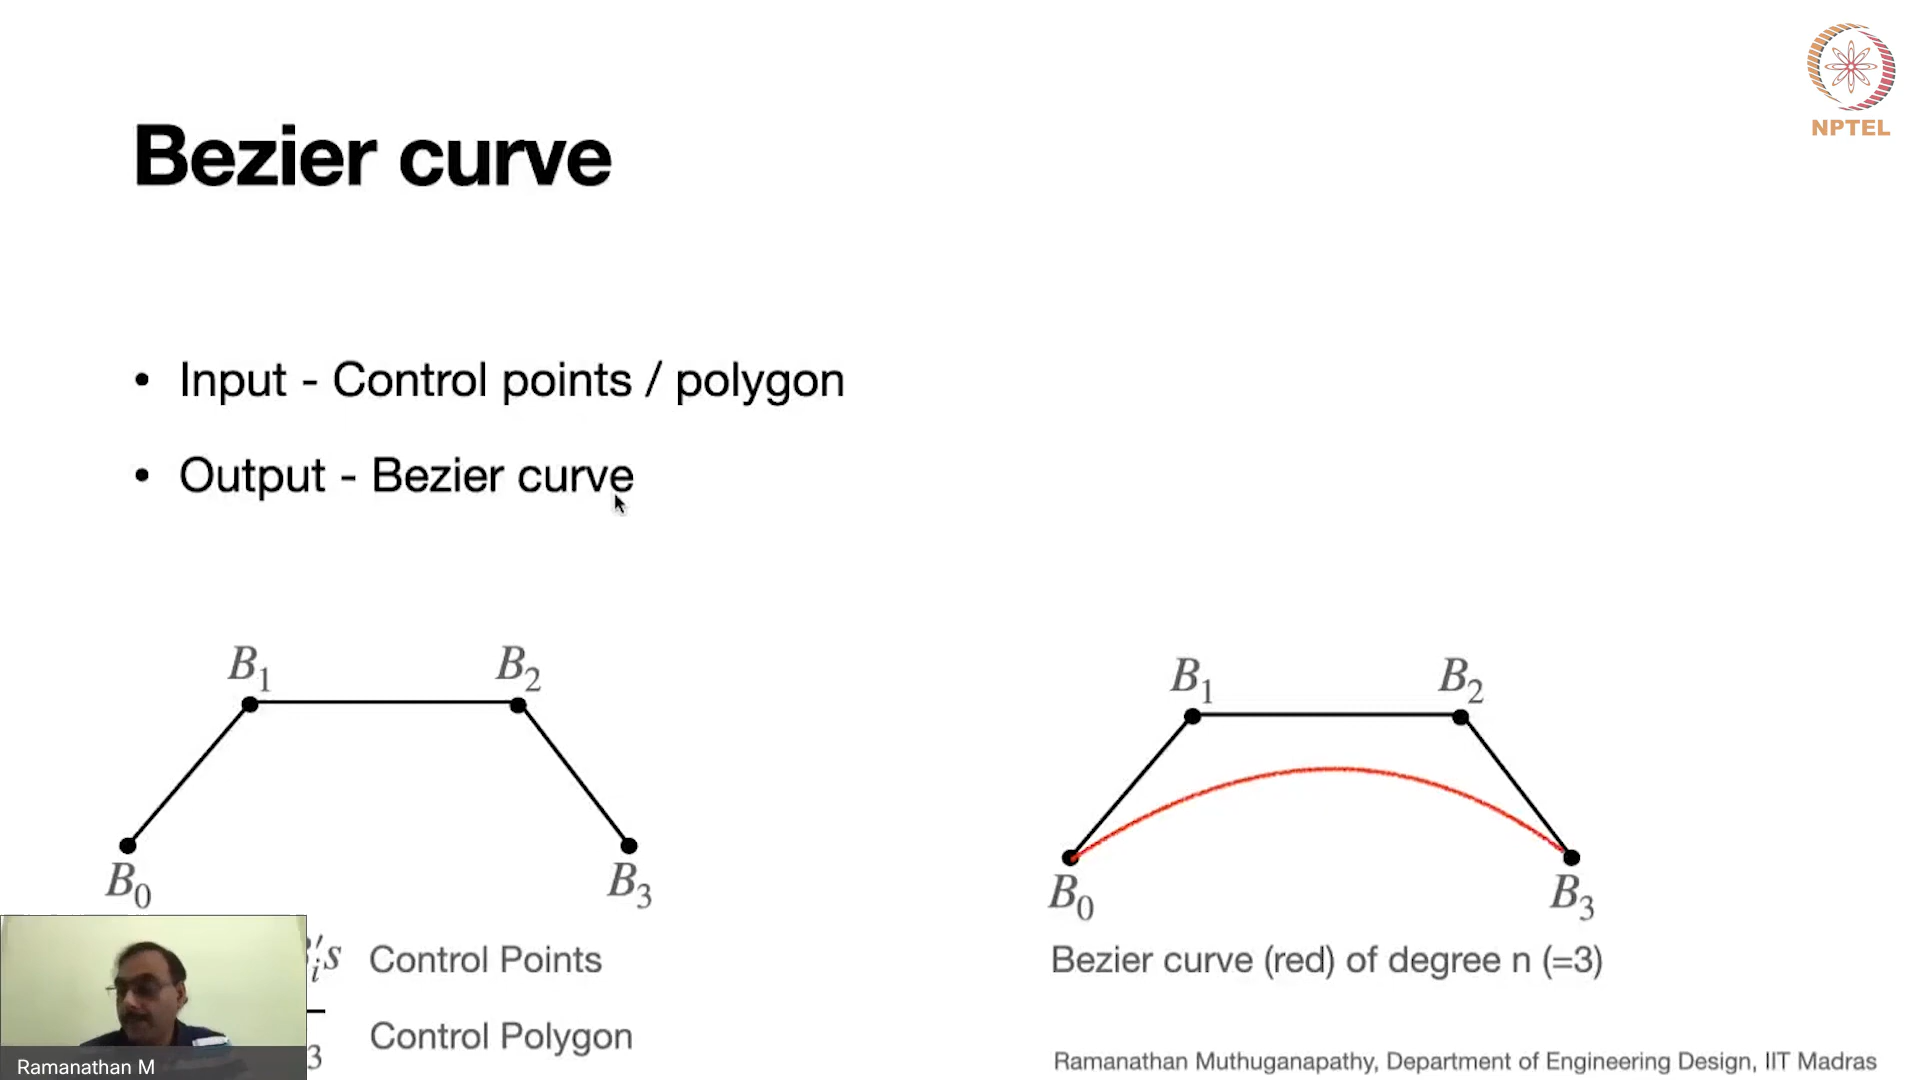 NPTEL
Bezier curve
• Input - Control points / polygon
• Output - Bezier curve
B1 B2
B0 B3
B1 B2
B0 B3
's Control Points
Bezier curve (red) of degree n (=3)
3 Control Polygon
Ramanathan M
Ramanathan Muthuganapathy, Department of Engineering Design, IIT Madras